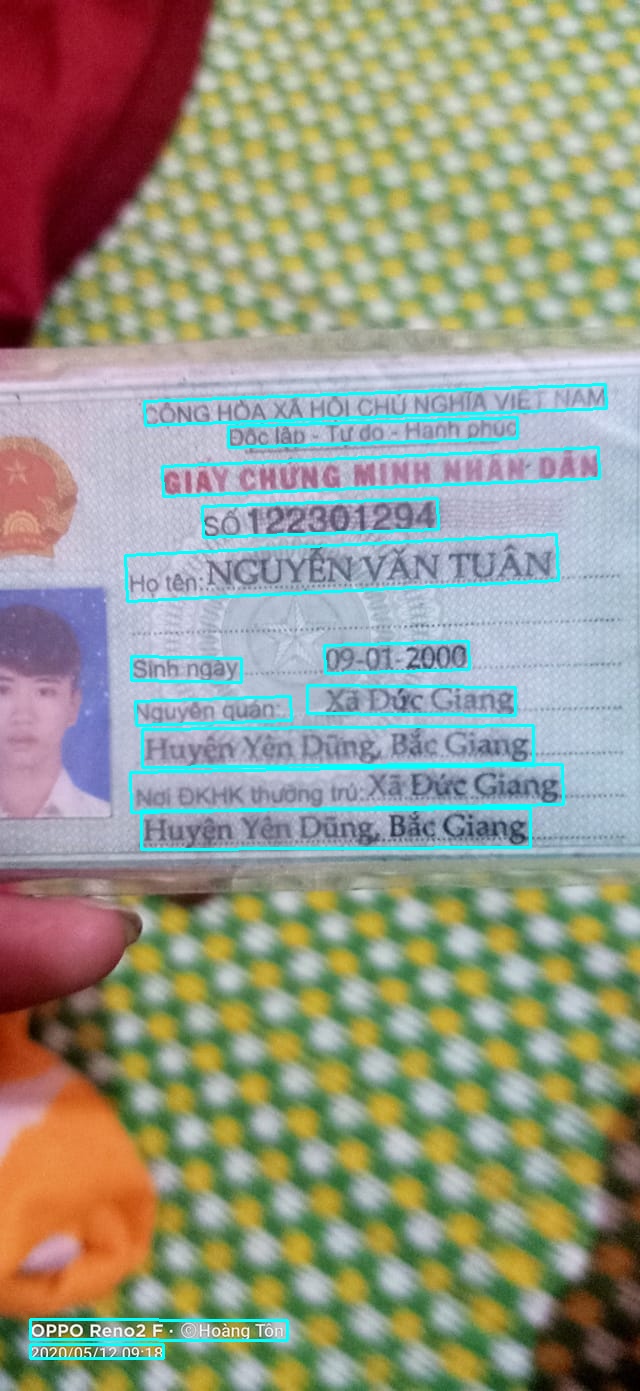 CỘNG HÒA XÃ HỘI CHỦ NGHĨA VIỆT NAM
Độc lập - Tự do - Hạnh phúc
GIẤY CHỨNG MINH NHÂN DÂN
SỐ 122301294
Họ tên: NGUYỄN VĂN TUẤN
Sinh ngày 09-01-2000
Nguyên quán: Xã Đức Giang
Huyện Yên Dũng, Bắc Giang
Nơi ĐKHK thường trú: Xã Đức Giang
Huyện Yên Dũng, Bắc Giang
OPPO Reno2 F · ©Hoàng Tôn
2020/05/12 09:18